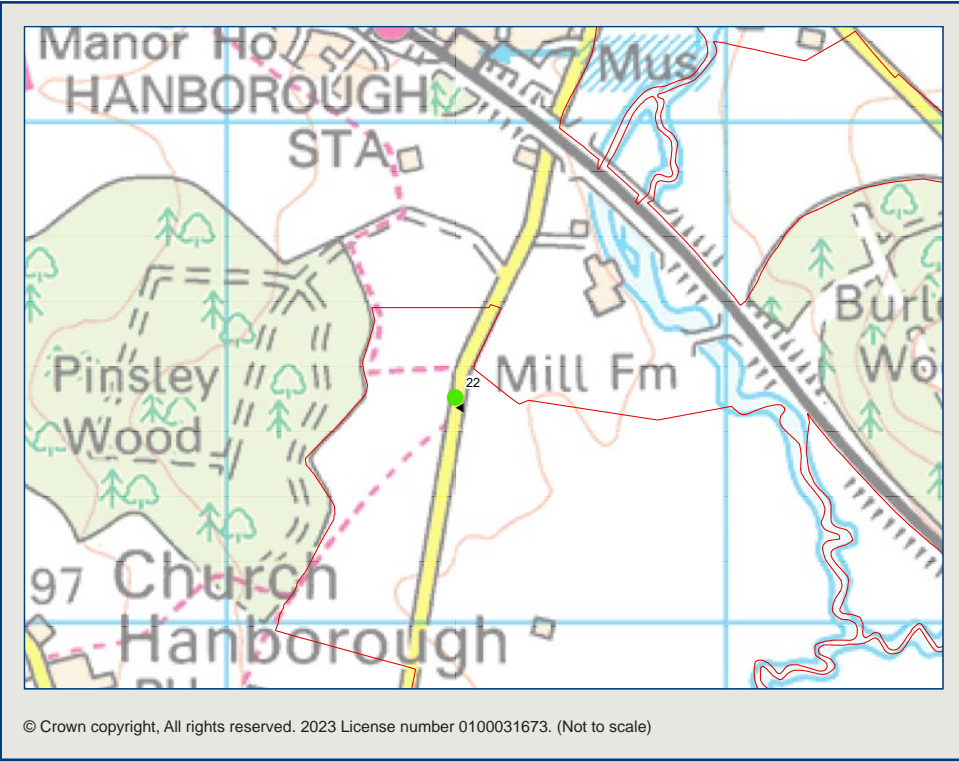 Manor Ho
HANBOROUGH
STA
Mus
Burl
Wo
22
Mill Fm
Pinsley
Wood
97
Church
Hanborough
PH
© Crown copyright, All rights reserved. 2023 License number 0100031673. (Not to scale)